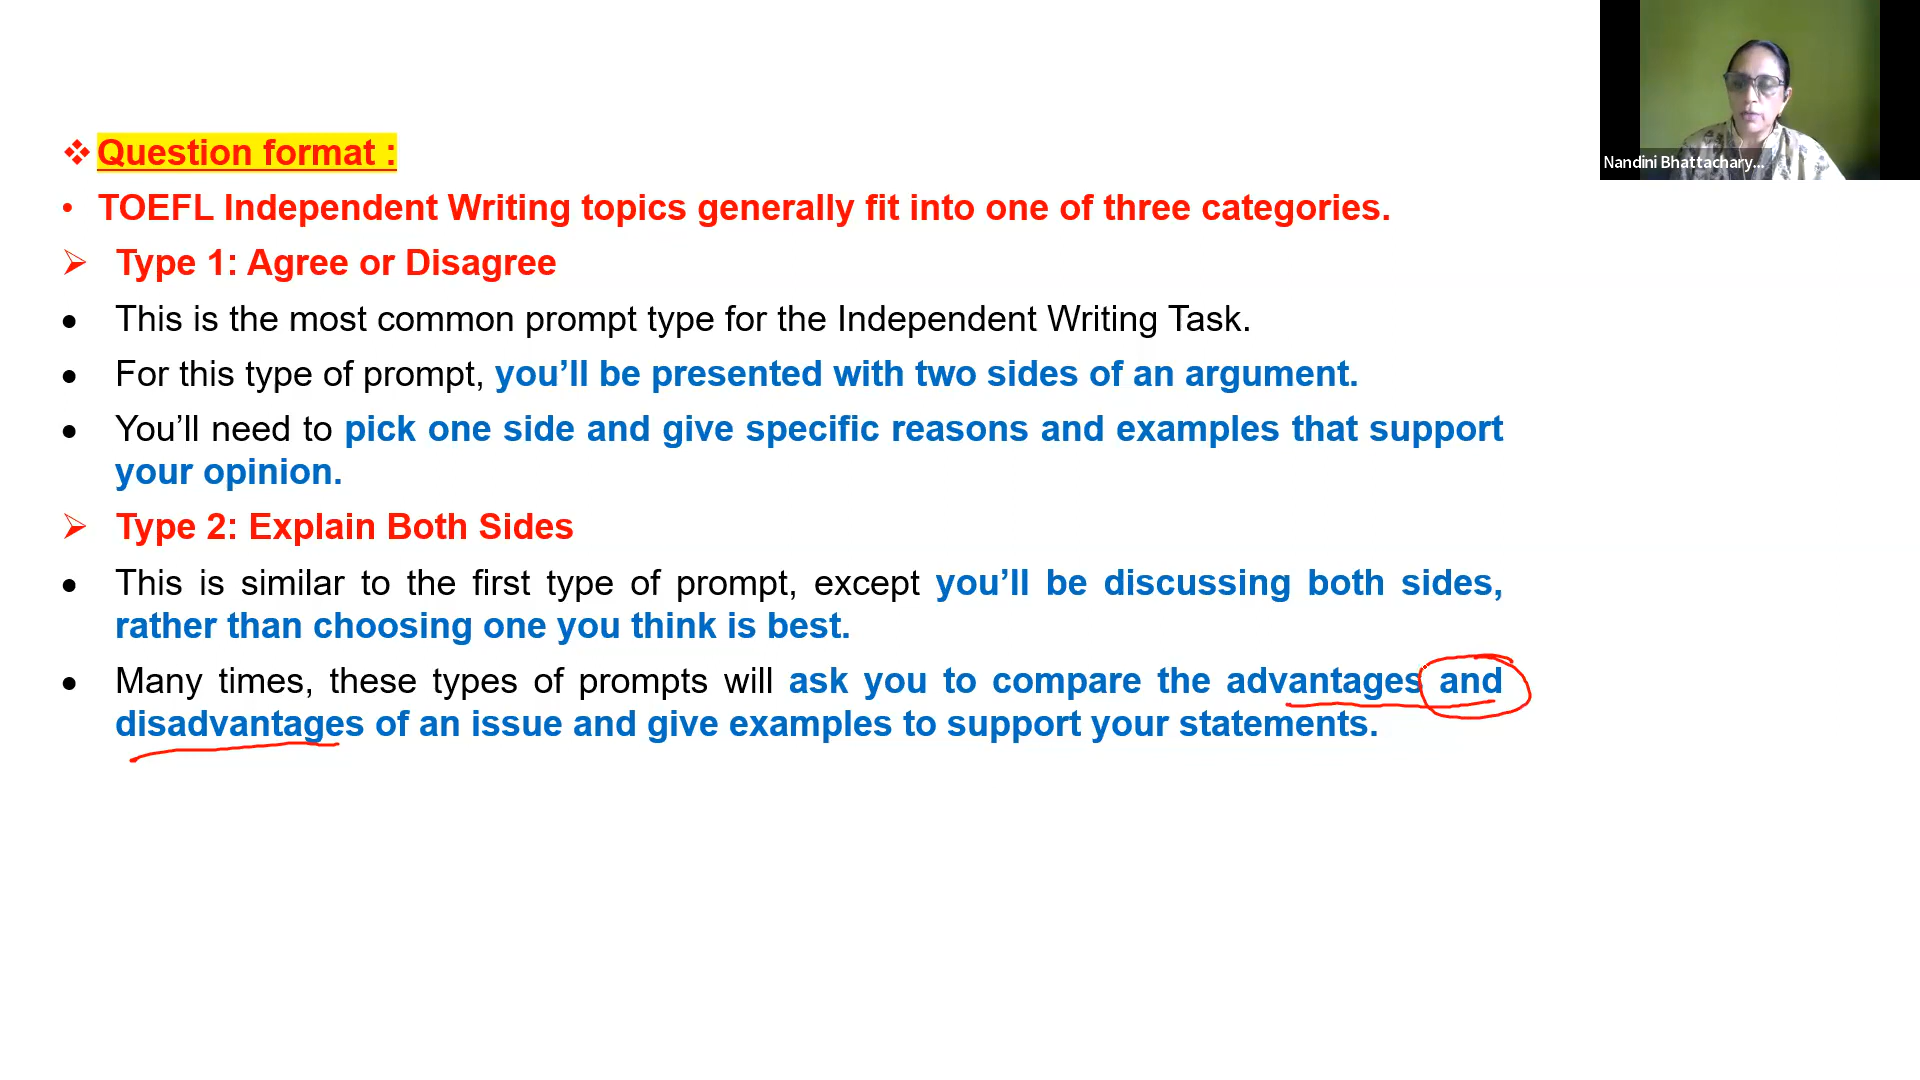 Question format :
TOEFL Independent Writing topics generally fit into one of three categories.
Type 1: Agree or Disagree
This is the most common prompt type for the Independent Writing Task.
For this type of prompt, you’ll be presented with two sides of an argument.
You’ll need to pick one side and give specific reasons and examples that support
your opinion.
Type 2: Explain Both Sides
This is similar to the first type of prompt, except you’ll be discussing both sides,
rather than choosing one you think is best.
Many times, these types of prompts will ask you to compare the advantages and
disadvantages of an issue and give examples to support your statements.
Nandini Bhattachary...